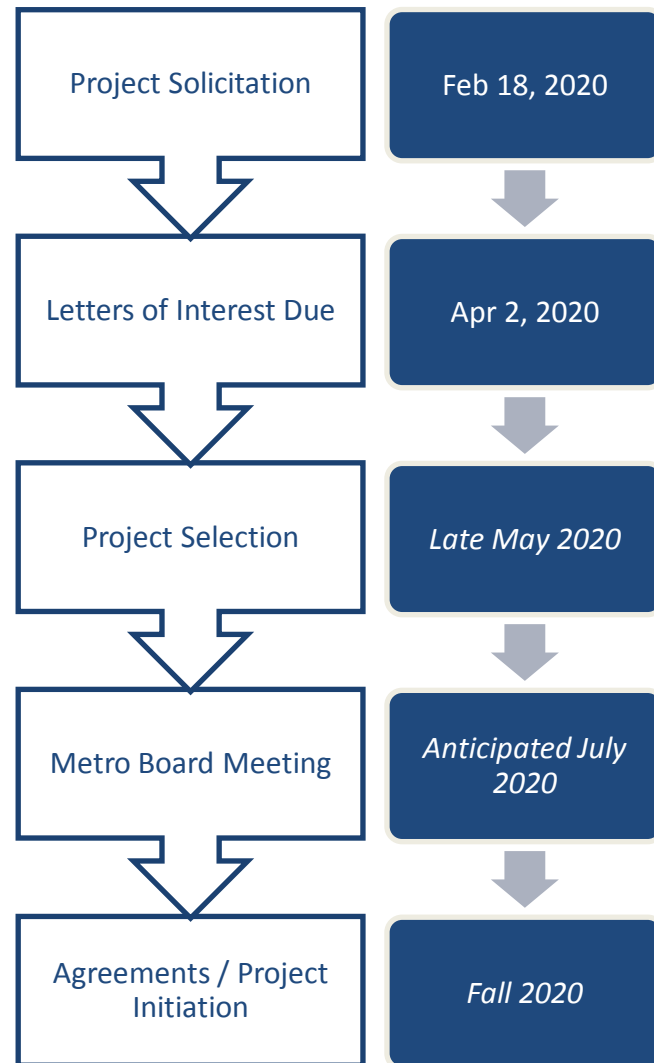 Project Solicitation
Feb 18, 2020
Letters of Interest Due
Apr 2, 2020
Project Selection
Late May 2020
Metro Board Meeting
Anticipated July
2020
Agreements / Project
Initiation
Fall 2020